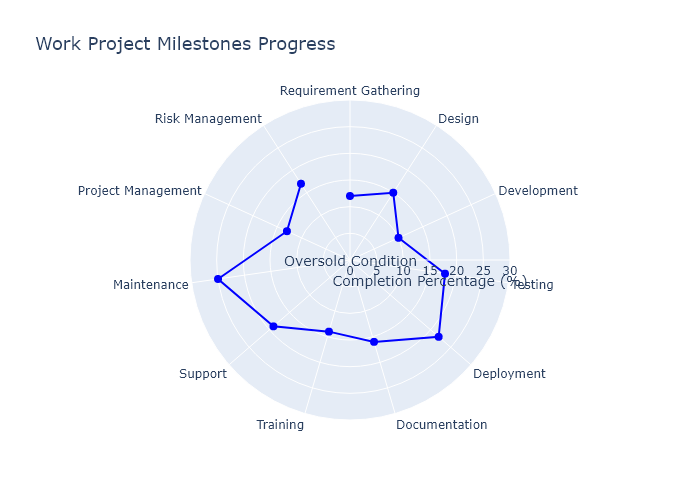 Work Project Milestones Progress
Requirement Gathering
Risk Management
Design
Project Management
Development
Oversold Condition
0 5 10 15 20 25 30
Completion Percentage (%)
Maintenance
Testing
Support
Deployment
Training
Documentation